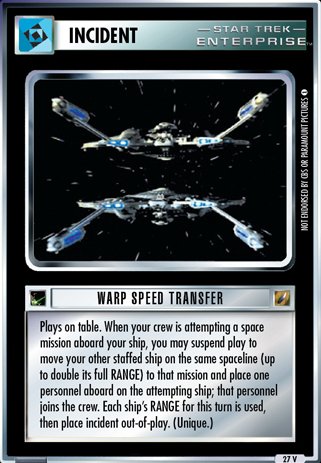 INCIDENT
STAR TREK
ENTERPRISE™
NOT ENDORSED BY CBS OR PARAMOUNT PICTURES
WARP SPEED TRANSFER
Plays on table. When your crew is attempting a space
mission aboard your ship, you may suspend play to
move your other staffed ship on the same spaceline (up
to double its full RANGE) to that mission and place one
personnel aboard on the attempting ship; that personnel
joins the crew. Each ship's RANGE for this turn is used,
then place incident out-of-play. (Unique.)
27 V